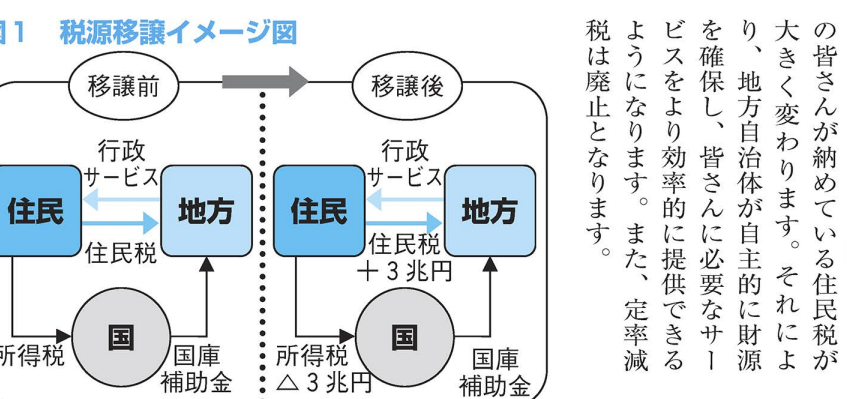 の皆さんが納めている住民税が
大きく変わります。それによ
り、地方自治体が自主的に財源
を確保し、皆さんに必要なサー
ビスをより効率的に提供できる
ようになります。また、定率減
税は廃止となります。
図1 税源移譲イメージ図
移譲前
行政
サービス
住民
地方
住民税
国
所得税
国庫
補助金
移譲後
行政
サービス
住民
地方
住民税
＋3兆円
国
所得税
△3兆円
国庫
補助金